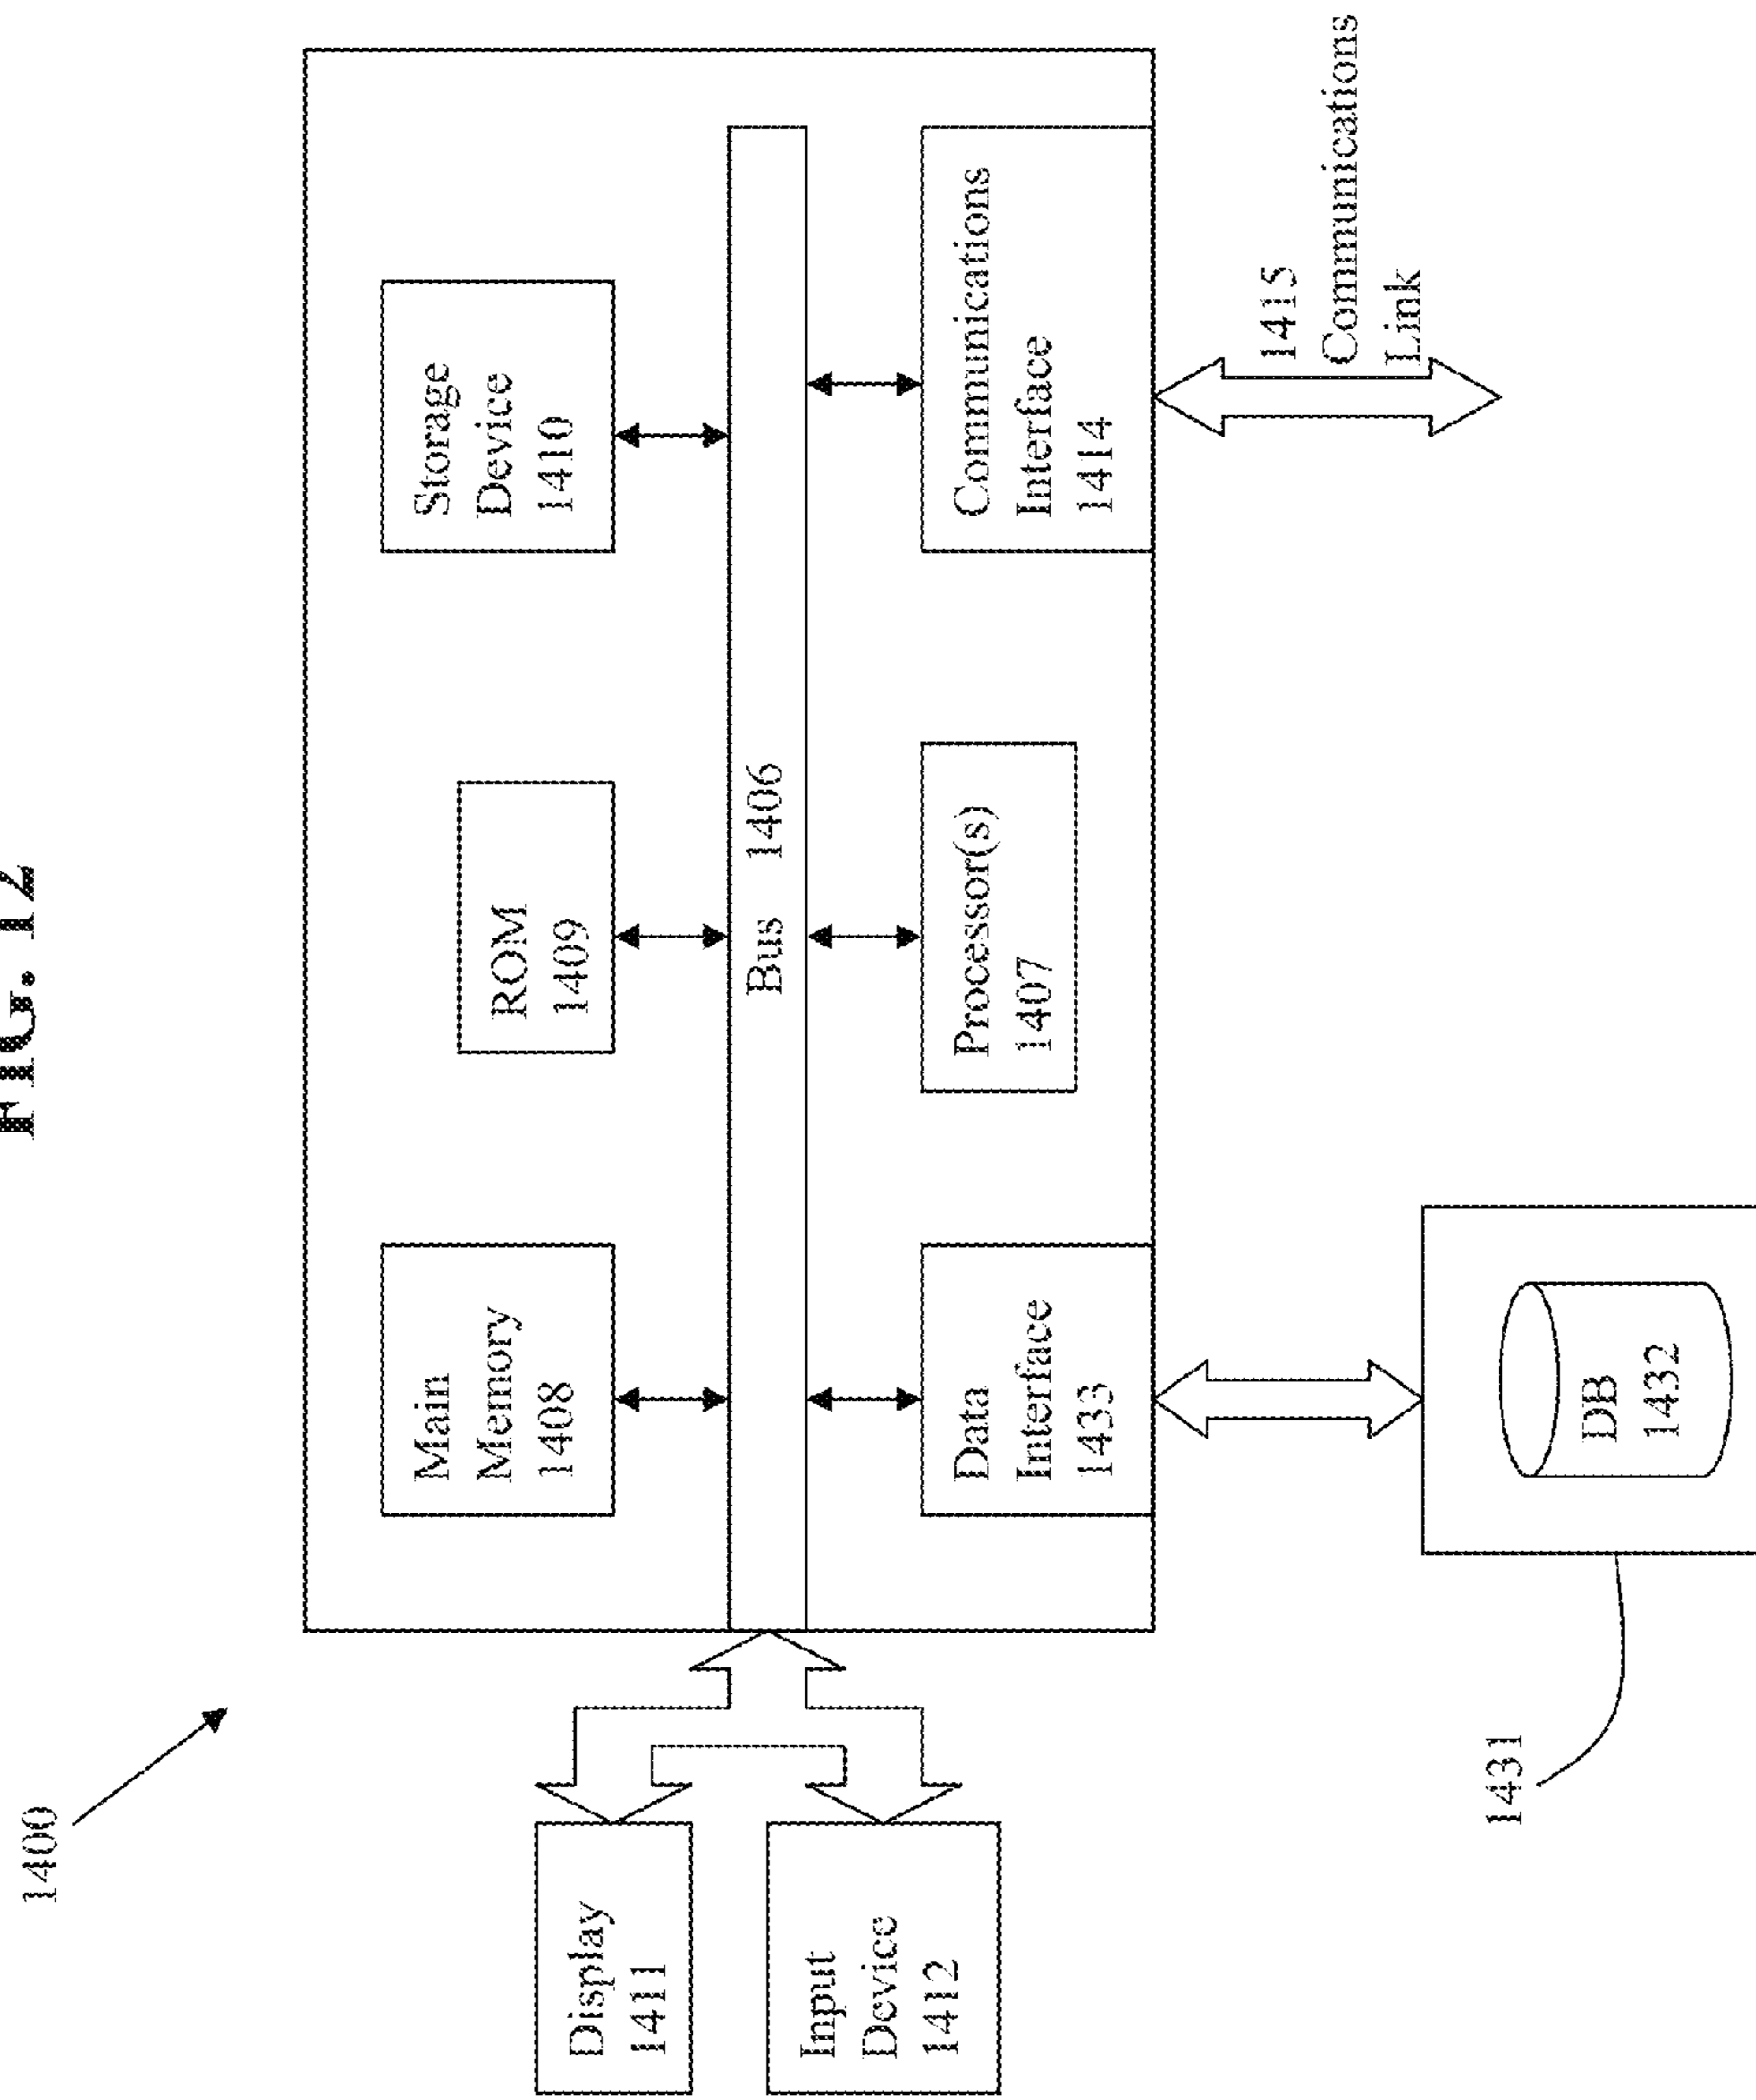 FIG. 12
1400
Main
Memory
1408
ROM
1409
Storage
Device
1410
Display
1411
Bus 1406
Input
Device
1412
Data
Interface
1433
Processor(s)
1407
Communications
Interface
1414
1415
Communications
Link
1431
DB
1432